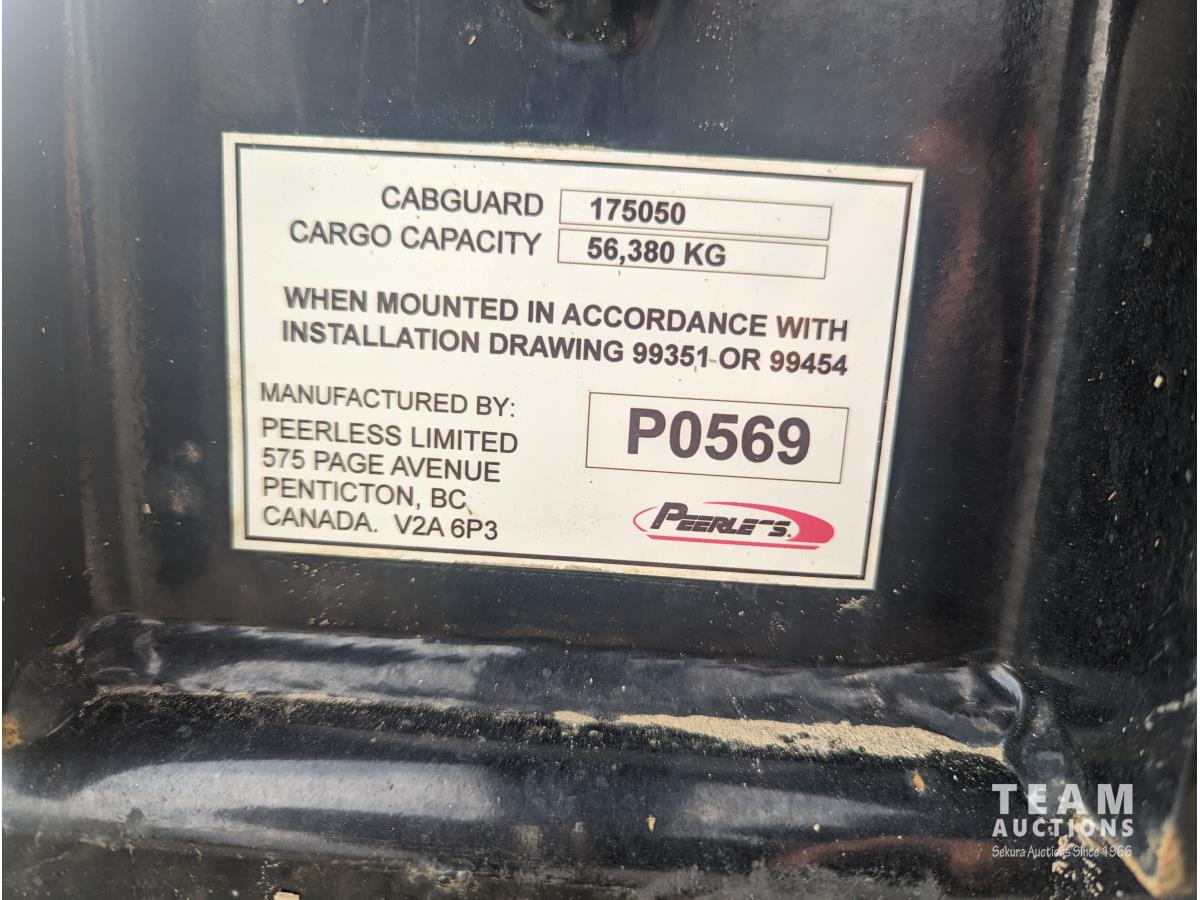 CABGUARD 175050
CARGO CAPACITY 56,380 KG
WHEN MOUNTED IN ACCORDANCE WITH
INSTALLATION DRAWING 99351 OR 99454
MANUFACTURED BY:
PEERLESS LIMITED
575 PAGE AVENUE
PENTICTON, BC
CANADA. V2A 6P3
P0569
PEERLESS
TEAM
AUCTIONS
Sekura Auctions Since 1966